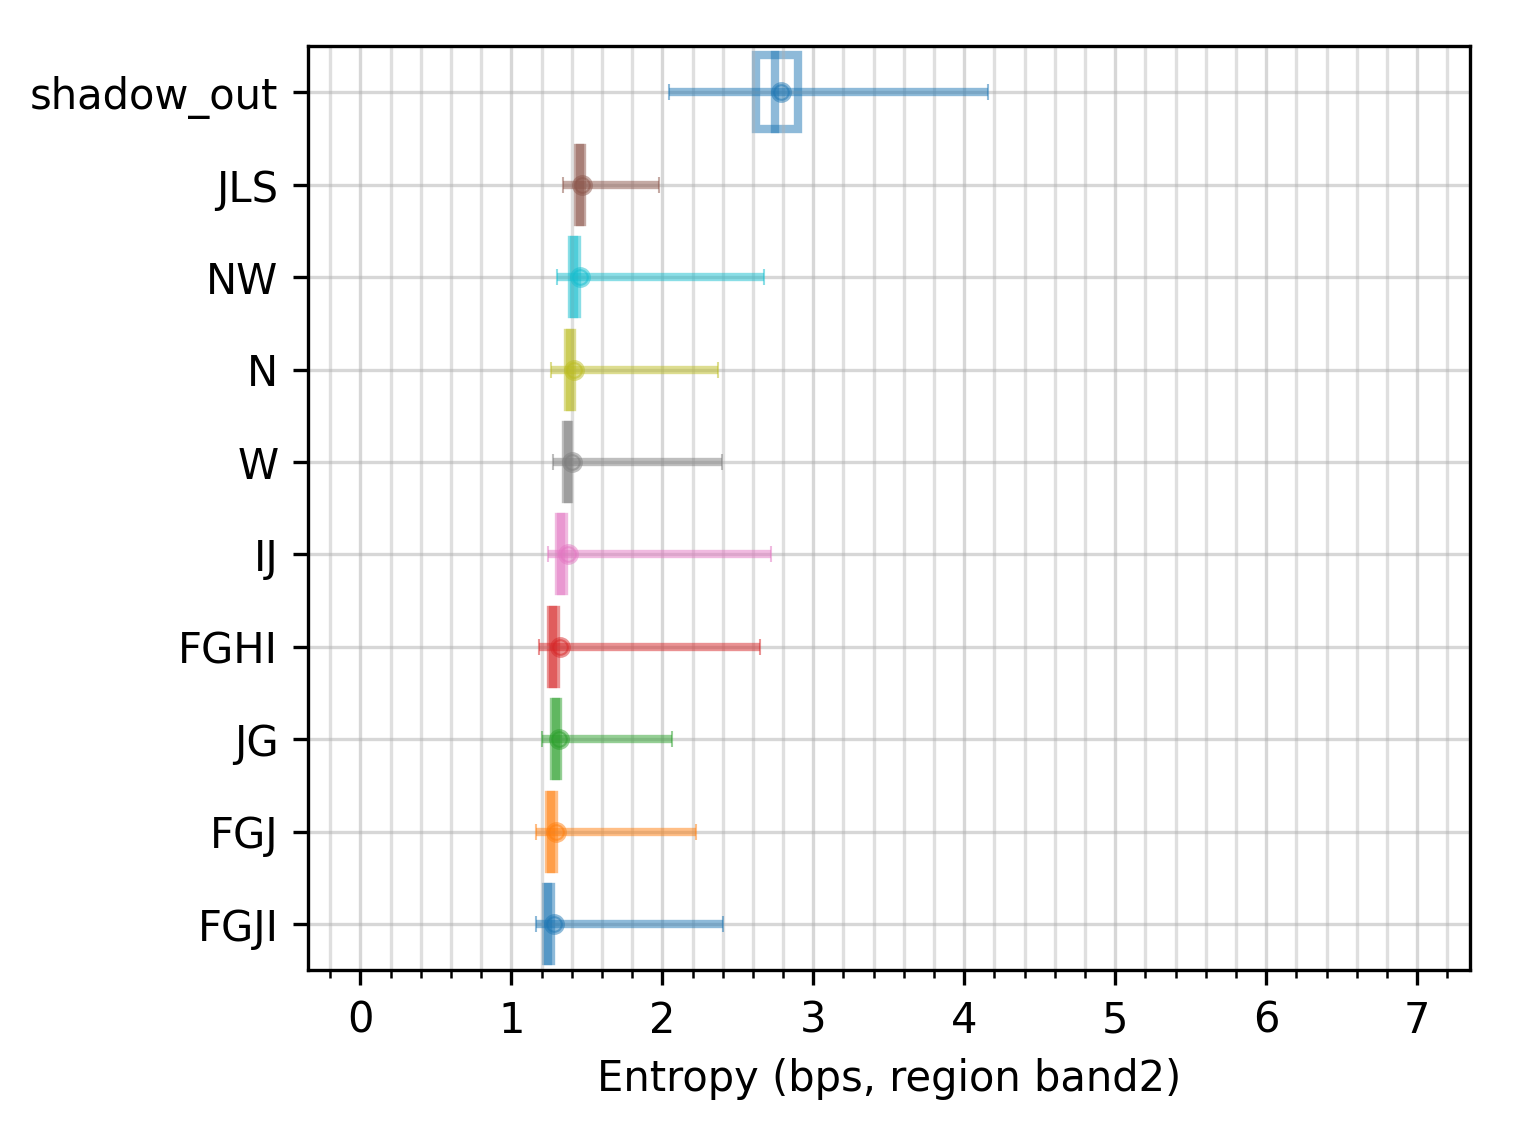 shadow_out
JLS
NW
N
W
IJ
FGHI
JG
FGJ
FGJI
0 1 2 3 4 5 6 7
Entropy (bps, region band2)